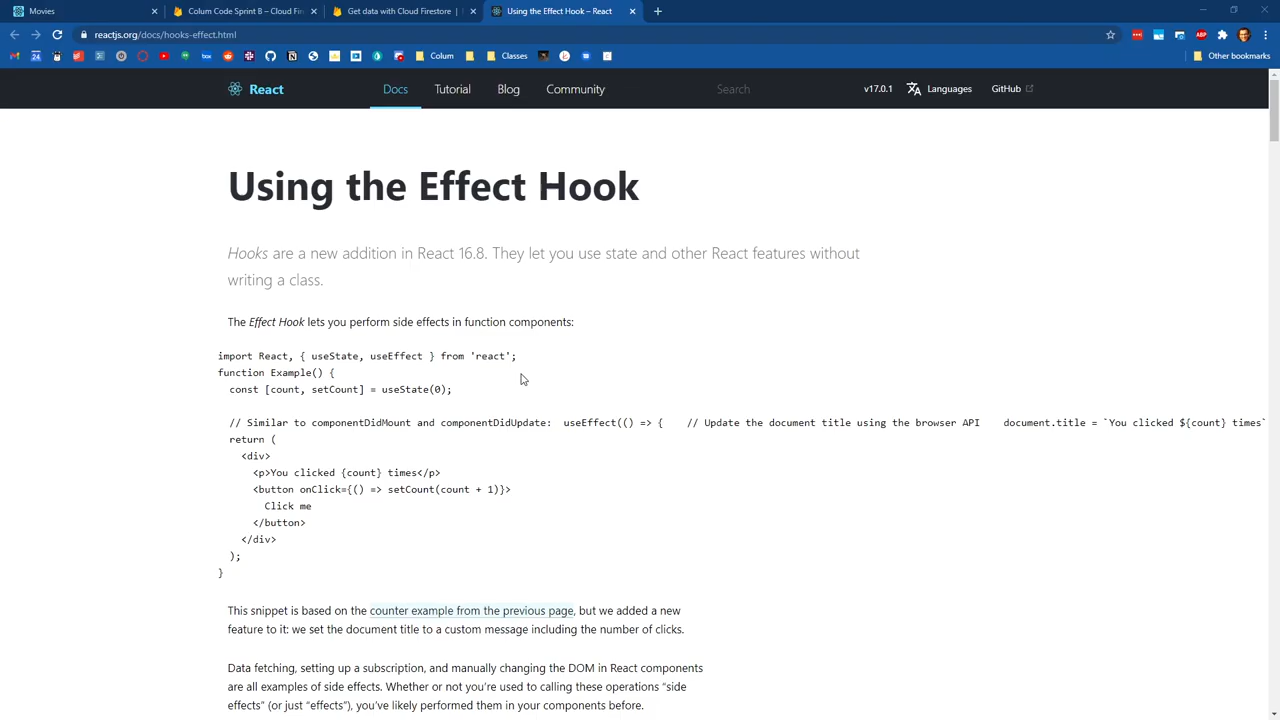 Movies
Colum Code Sprint B – Cloud Fir
Get data with Cloud Firestore |
Using the Effect Hook – React
reactjs.org/docs/hooks-effect.html
Colum
Classes
Other bookmarks
React
Docs
Tutorial
Blog
Community
Search
v17.0.1
Languages
GitHub
Using the Effect Hook
Hooks are a new addition in React 16.8. They let you use state and other React features without
writing a class.
The Effect Hook lets you perform side effects in function components:
import React, { useState, useEffect } from 'react';
function Example() {
const [count, setCount] = useState(0);
// Similar to componentDidMount and componentDidUpdate:  useEffect(() => {    // Update the document title using the browser API    document.title = `You clicked ${count} times`
return (
<div>
<p>You clicked {count} times</p>
<button onClick={() => setCount(count + 1)}>
Click me
</button>
</div>
);
}
This snippet is based on the counter example from the previous page, but we added a new
feature to it: we set the document title to a custom message including the number of clicks.
Data fetching, setting up a subscription, and manually changing the DOM in React components
are all examples of side effects. Whether or not you're used to calling these operations “side
effects” (or just “effects”), you've likely performed them in your components before.